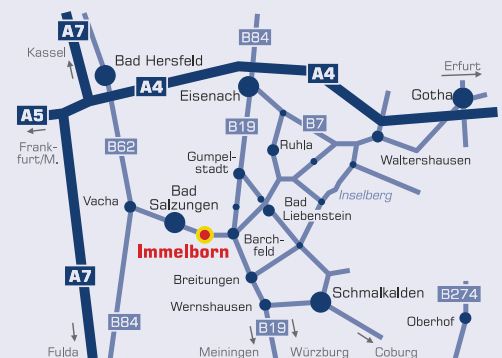 A7
B84
Kassel
Bad Hersfeld
A4
A4
Erfurt
Eisenach
Gotha
A5
B19
B7
Frank-
furt/M.
B62
Gumpel-
stadt
Ruhla
Waltershausen
Inselberg
Vacha
Bad
Salzungen
Bad
Liebenstein
Immelborn
Barch-
feld
A7
Breitungen
B274
Wernshausen
Schmalkalden
B84
B19
Oberhof
Fulda
Meiningen
Würzburg
Coburg